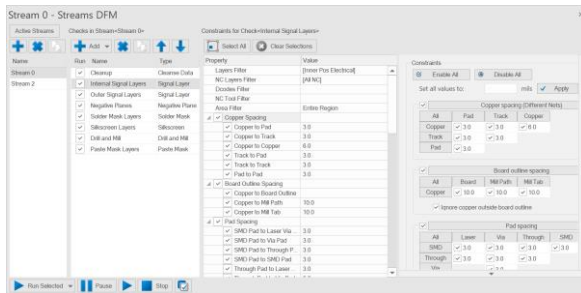 Stream 0 - Streams DFM
Active Streams
Checks in Stream<Stream 0>
Constraints for Check<Internal Signal Layers>
Add
Select All
Clear Selections
Name
Stream 0
Stream 2
Run Name Type
Cleanup Cleanse Data
Internal Signal Layers Signal Layer
Outer Signal Layers Signal Layer
Negative Planes Negative Plane
Solder Mask Layers Solder Mask
Silkscreen Layers Silkscreen
Drill and Mill Drill and Mill
Paste Mask Layers Paste Mask
Property Value
Layers Filter [Inner Pos Electrical]
NC Layers Filter [All NC]
Dcodes Filter
NC Tool Filter
Area Filter Entire Region
Copper Spacing
Copper to Pad 3.0
Copper to Track 3.0
Copper to Copper 6.0
Track to Pad 3.0
Track to Track 3.0
Pad to Pad 3.0
Board Outline Spacing
Copper to Board Outline
Copper to Mill Path 10.0
Copper to Mill Tab 10.0
Pad Spacing
SMD Pad to Laser Via ... 3.0
SMD Pad to Via Pad 3.0
SMD Pad to Through P... 3.0
SMD Pad to SMD Pad 3.0
Through Pad to Laser ... 3.0
Constraints
Enable All
Disable All
Set all values to: mils Apply
Copper spacing (Different Nets)
All Pad Track Copper
Copper 3.0 3.0 6.0
Track 3.0 3.0
Pad 3.0
Board outline spacing
All Board Mill Path Mill Tab
Copper 10.0 10.0 10.0
Ignore copper outside board outline
Pad spacing
All Laser Via Through SMD
SMD 3.0 3.0 3.0 3.0
Through 3.0 3.0 3.0
Via 3.0
Run Selected
Pause
Stop